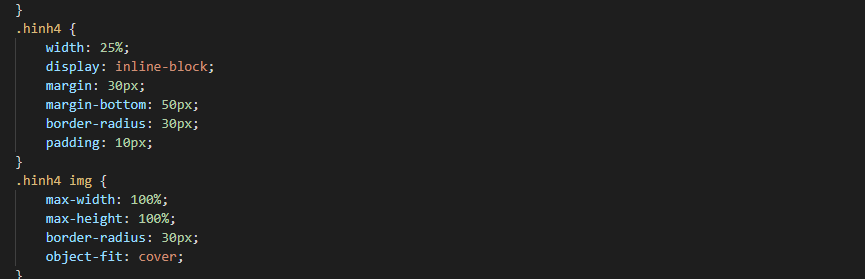 }
.hinh4 {
    width: 25%;
    display: inline-block;
    margin: 30px;
    margin-bottom: 50px;
    border-radius: 30px;
    padding: 10px;
}
.hinh4 img {
    max-width: 100%;
    max-height: 100%;
    border-radius: 30px;
    object-fit: cover;
}